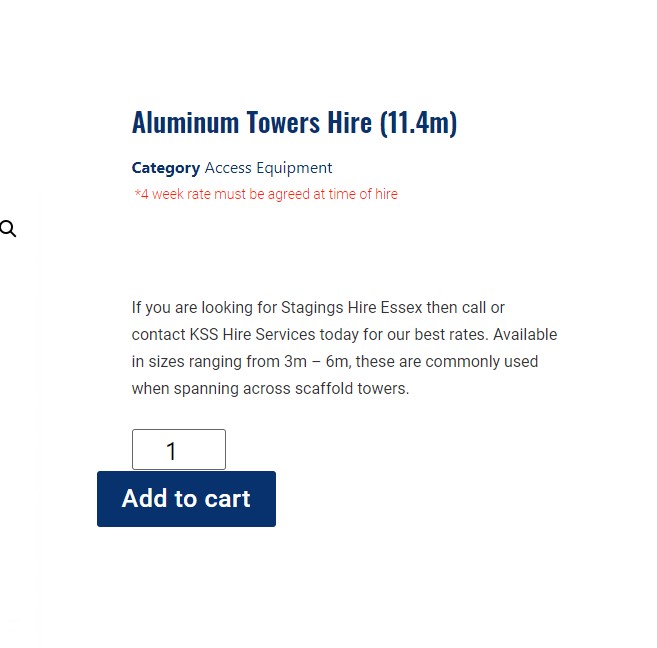 Aluminum Towers Hire (11.4m)
Category Access Equipment
*4 week rate must be agreed at time of hire
If you are looking for Stagings Hire Essex then call or
contact KSS Hire Services today for our best rates. Available
in sizes ranging from 3m – 6m, these are commonly used
when spanning across scaffold towers.
1
Add to cart